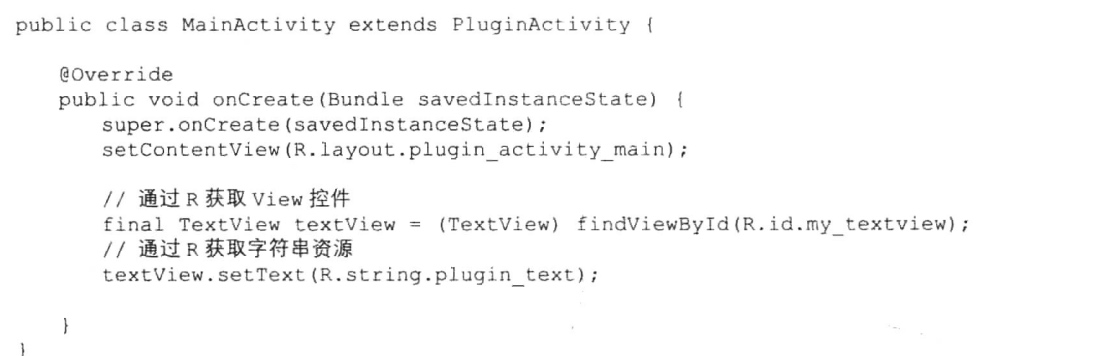 public class MainActivity extends PluginActivity {
@Override
public void onCreate(Bundle savedInstanceState) {
super.onCreate(savedInstanceState);
setContentView(R.layout.plugin_activity_main);
// 通过 R 获取 View 控件
final TextView textView = (TextView) findViewById(R.id.my_textview);
// 通过 R 获取字符串资源
textView.setText(R.string.plugin_text);
}
}